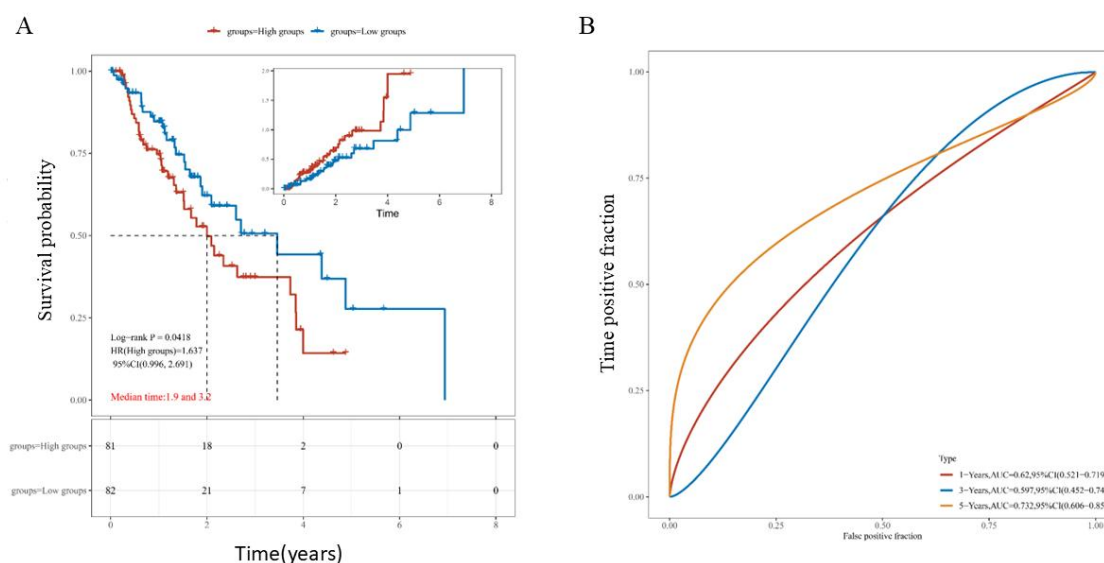 A
groups=High groups groups=Low groups
Survival probability
1.00
0.75
0.50
0.25
0.00
2.0
1.5
1.0
0.5
0.0
0 2 4 6 8
Time
Log-rank P = 0.0418
HR(High groups)=1.637
95%CI(0.996, 2.691)
Median time:1.9 and 3.2
groups=High groups 81 18 2 0 0
groups=Low groups 82 21 7 1 0
0 2 4 6 8
Time(years)
B
Time positive fraction
1.00
0.75
0.50
0.25
0.00
Type
1-Years,AUC=0.62,95%CI(0.521-0.719
3-Years,AUC=0.597,95%CI(0.452-0.74
5-Years,AUC=0.732,95%CI(0.606-0.85
0.00 0.25 0.50 0.75 1.00
False positive fraction